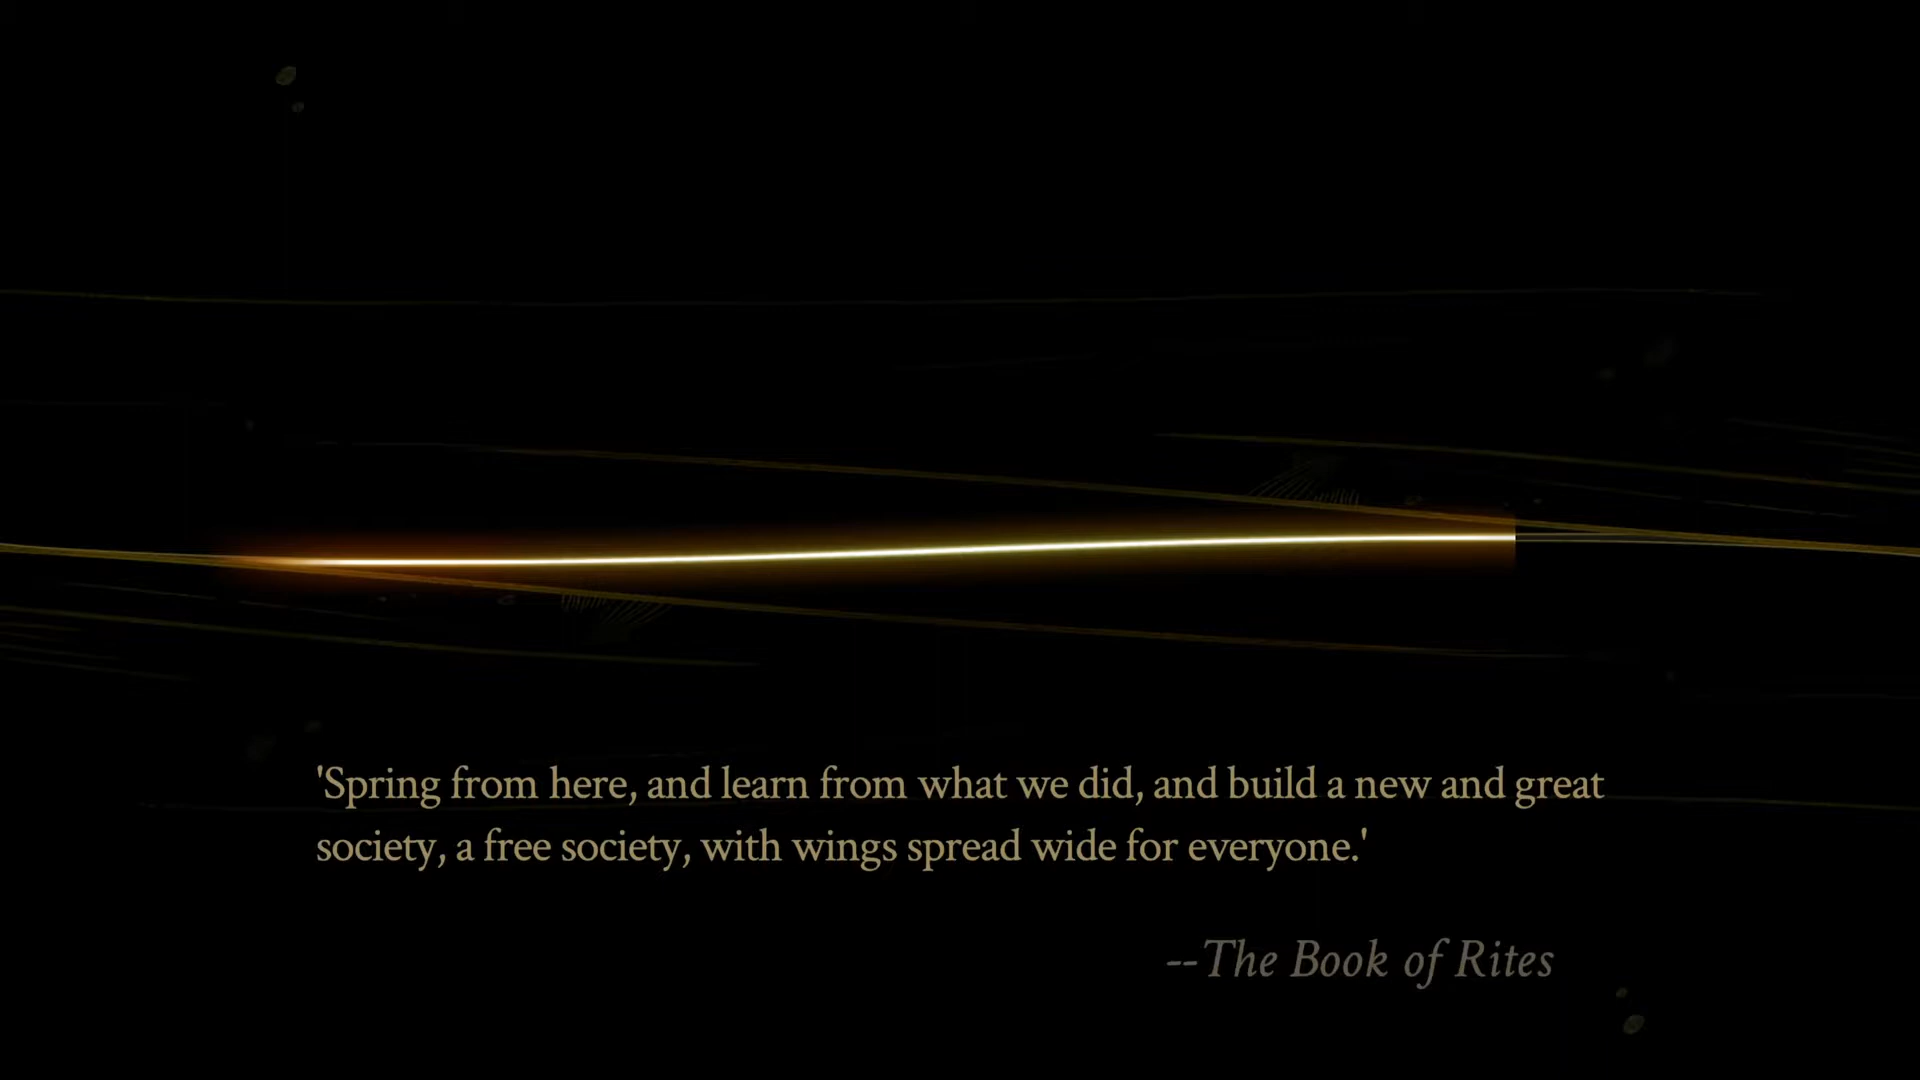 'Spring from here, and learn from what we did, and build a new and great
society, a free society, with wings spread wide for everyone.'
--The Book of Rites